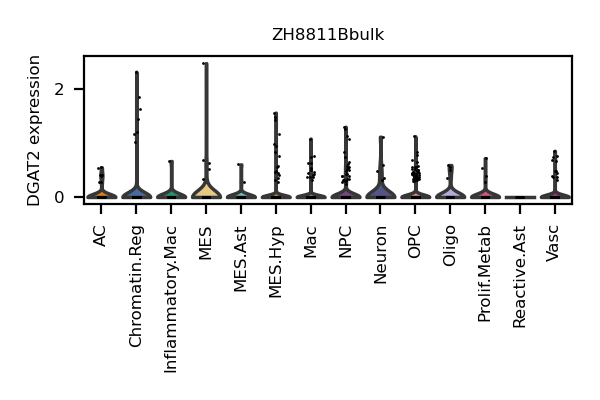 ZH8811Bbulk
DGAT2 expression
2
0
AC
Chromatin.Reg
Inflammatory.Mac
MES
MES.Ast
MES.Hyp
Mac
NPC
Neuron
OPC
Oligo
Prolif.Metab
Reactive.Ast
Vasc